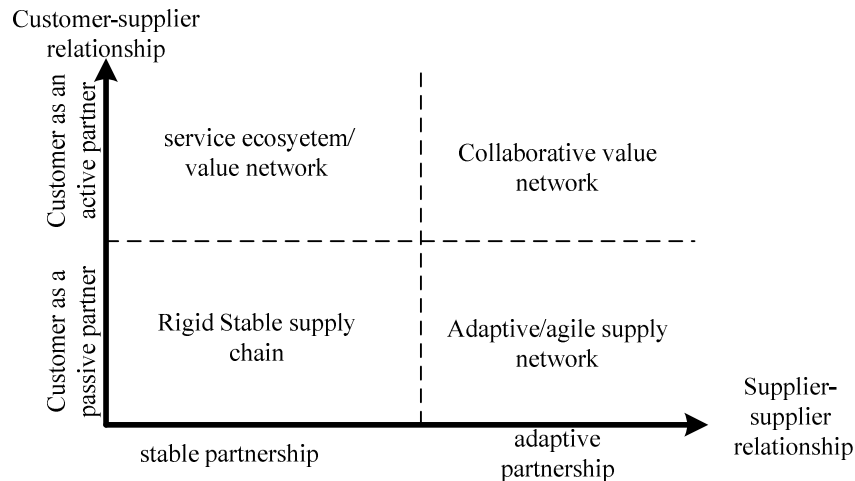 Customer-supplier
relationship
Customer as an
active partner
service ecosyetem/
value network
Collaborative value
network
Customer as a
passive partner
Rigid Stable supply
chain
Adaptive/agile supply
network
Supplier-
supplier
relationship
stable partnership
adaptive
partnership